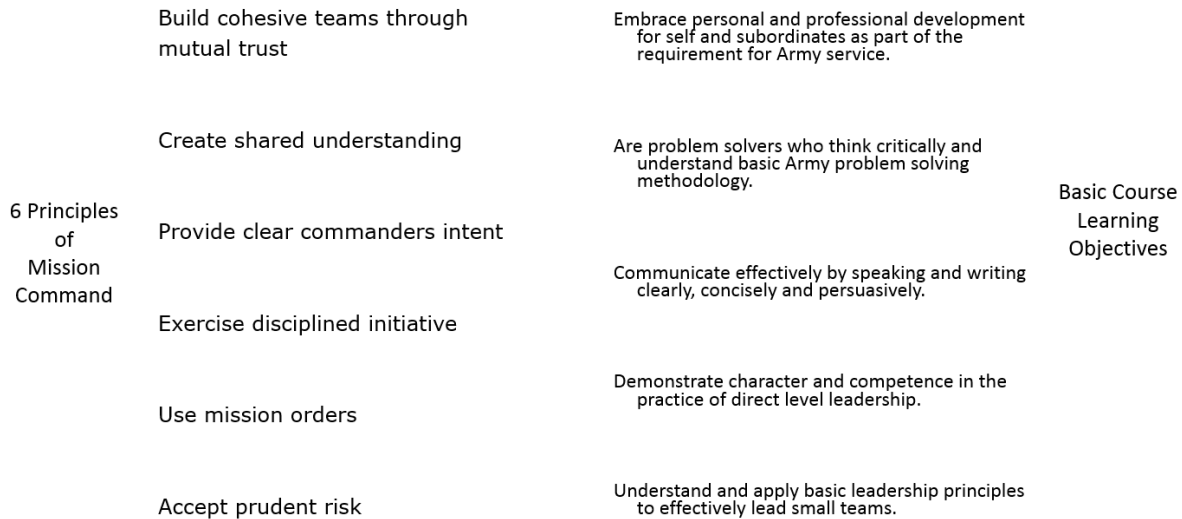 6 Principles
of
Mission
Command
Build cohesive teams through
mutual trust
Create shared understanding
Provide clear commanders intent
Exercise disciplined initiative
Use mission orders
Accept prudent risk
Embrace personal and professional development
for self and subordinates as part of the
requirement for Army service.
Are problem solvers who think critically and
understand basic Army problem solving
methodology.
Communicate effectively by speaking and writing
clearly, concisely and persuasively.
Demonstrate character and competence in the
practice of direct level leadership.
Understand and apply basic leadership principles
to effectively lead small teams.
Basic Course
Learning
Objectives